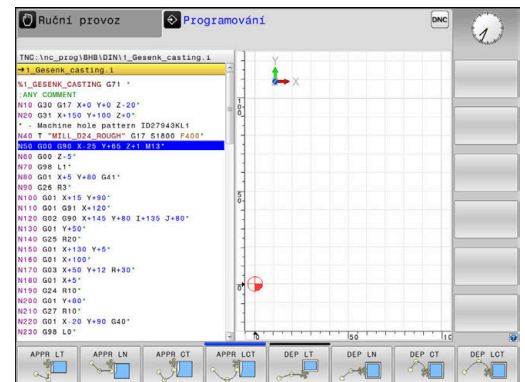 Ruční provoz
Programování
DNC
TNC:\nc_prog\BHB\DIN\1_Gesenk_casting.i
→1_Gesenk_casting.i
%1_GESENK_CASTING G71 *
;ANY COMMENT
N10 G30 G17 X+0 Y+0 Z-20*
N20 G31 X+150 Y+100 Z+0*
* - Machine hole pattern ID27943KL1
N40 T "MILL_D24_ROUGH" G17 S1800 F400*
N50 G00 G90 X-25 Y+65 Z+1 M13*
N60 G00 Z-5*
N70 G98 L1*
N80 G01 X+5 Y+80 G41*
N90 G26 R3*
N100 G01 X+15 Y+90*
N110 G01 G91 X+120*
N120 G02 G90 X+145 Y+80 I+135 J+80*
N130 G01 Y+50*
N140 G25 R20*
N150 G01 X+130 Y+5*
N160 G01 X+100*
N170 G03 X+50 Y+12 R+30*
N180 G01 X+5*
N190 G24 R10*
N200 G01 Y+80*
N210 G27 R10*
N220 G01 X-20 Y+90 G40*
N230 G98 L0*
Y
X
100
50
0
0
50
APPR LT
APPR LN
APPR CT
APPR LCT
DEP LT
DEP LN
DEP CT
DEP LCT